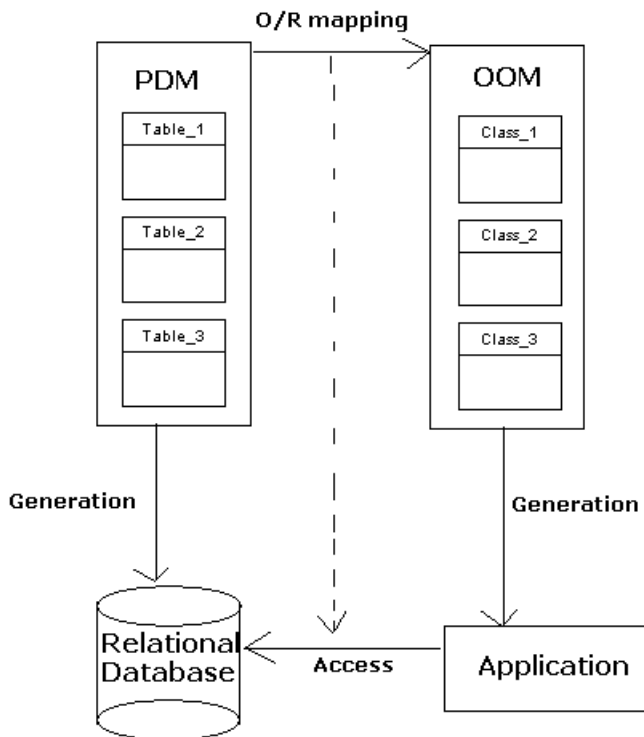 O/R mapping
PDM
OOM
Table_1
Class_1
Table_2
Class_2
Table_3
Class_3
Generation
Generation
Relational
Database
Access
Application